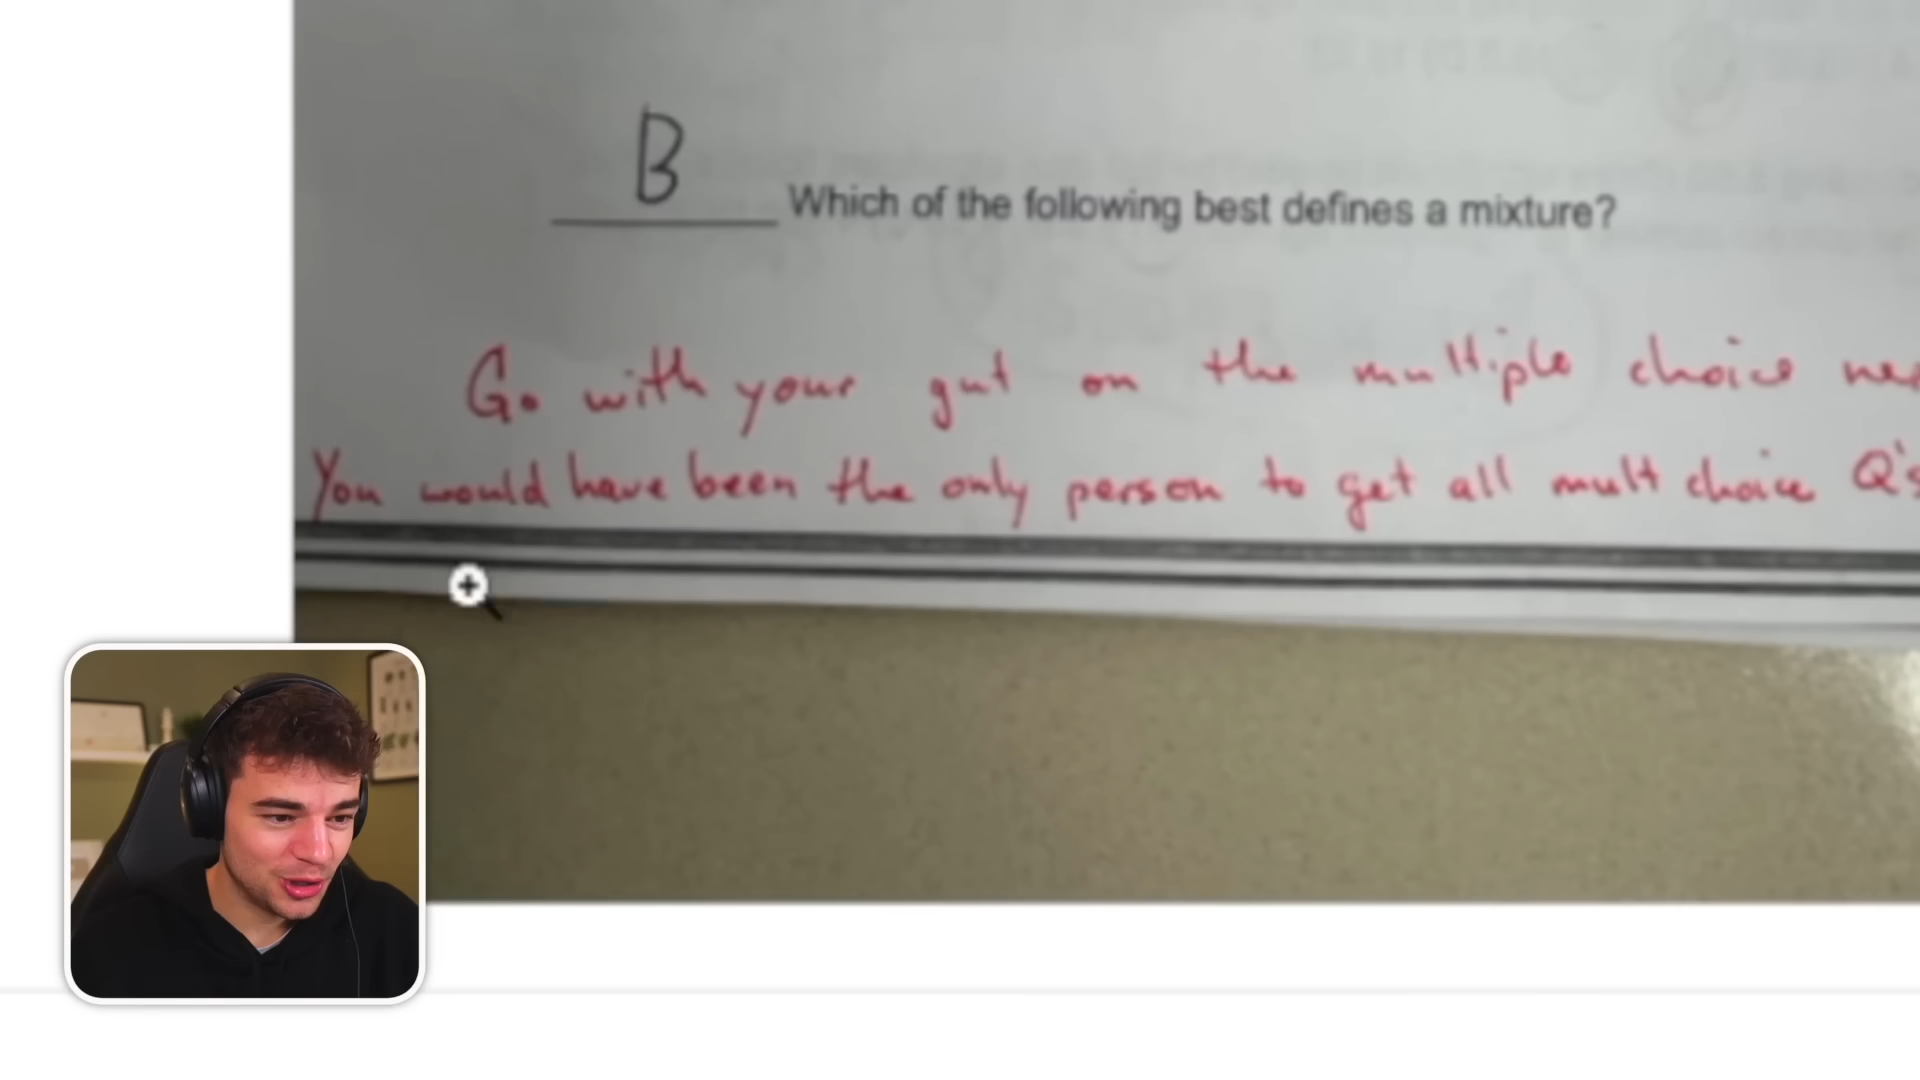 B Which of the following best defines a mixture?
Go with your gut on the multiple choice
You would have been the only person to get all mult choice Q's